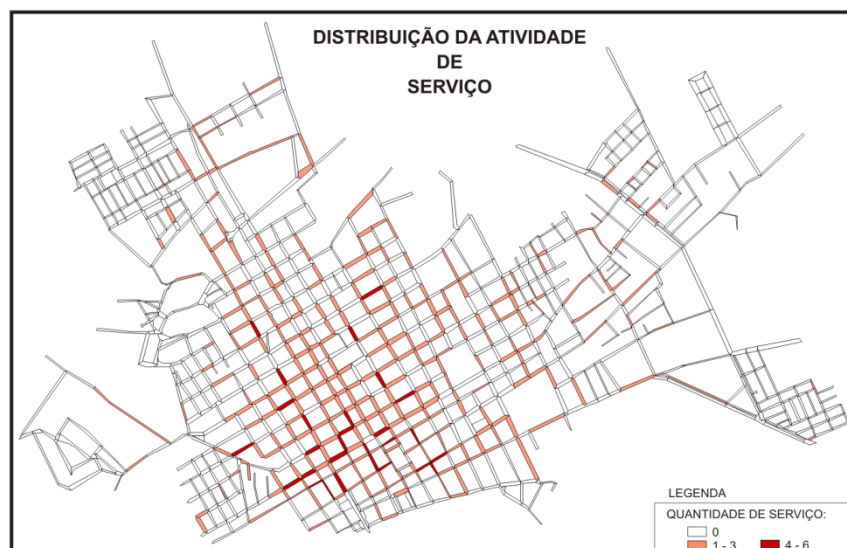 DISTRIBUIÇÃO DA ATIVIDADE
DE
SERVIÇO
LEGENDA
QUANTIDADE DE SERVIÇO:
0
1 - 3
4 - 6